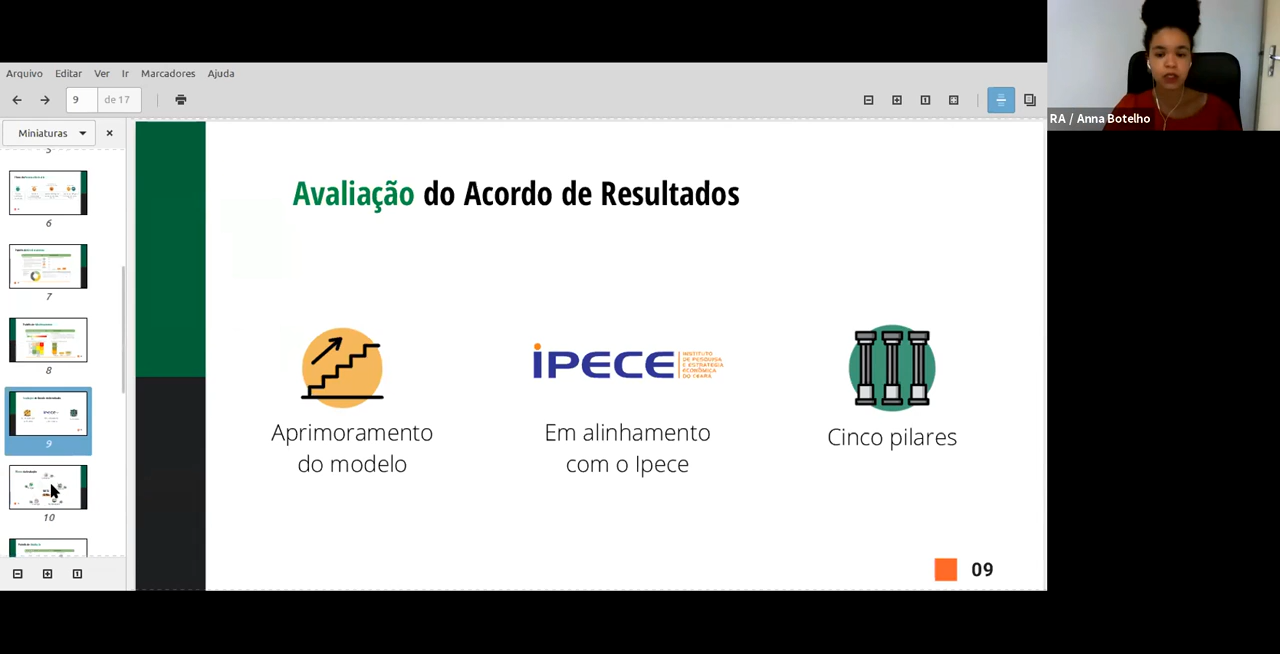 Arquivo Editar Ver Ir Marcadores Ajuda
9 de 17
Miniaturas
5
6
7
8
9
10
Avaliação do Acordo de Resultados
Aprimoramento
do modelo
IPECE
INSTITUTO
DE PESQUISA
E ESTRATÉGIA
ECONÔMICA
DO CEARÁ
Em alinhamento
com o Ipece
Cinco pilares
09
RA / Anna Botelho